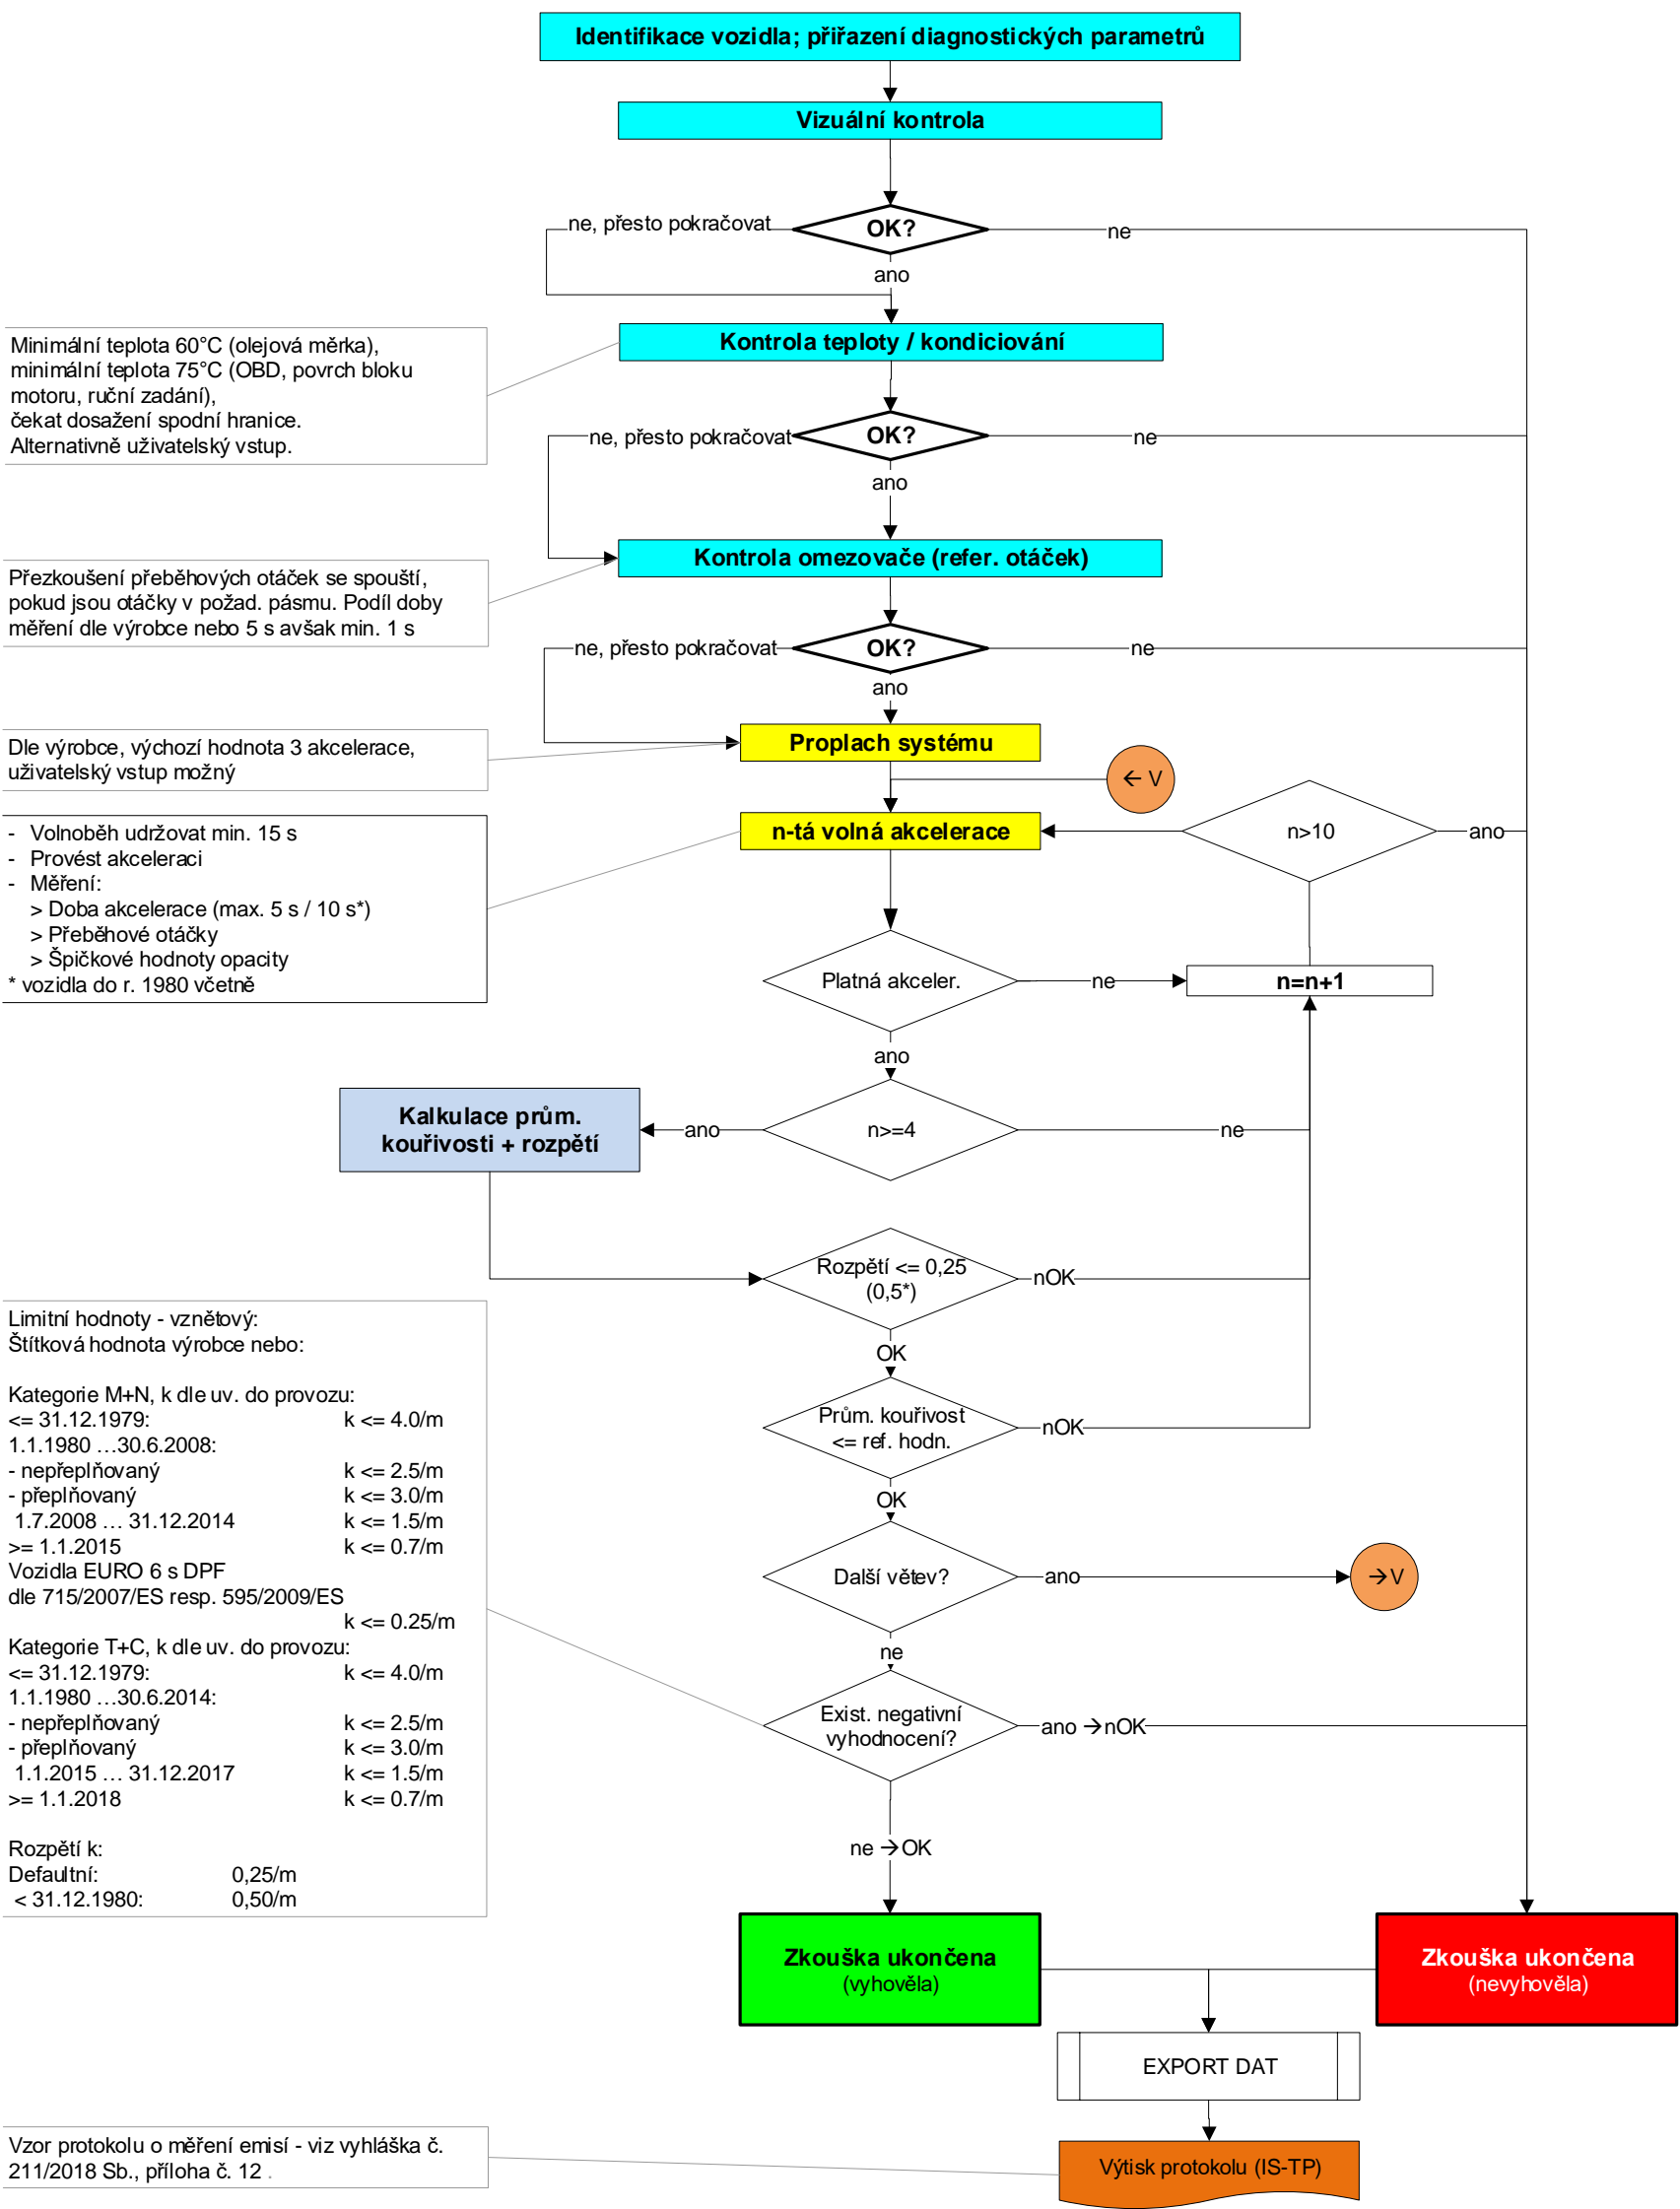 Identifikace vozidla; přiřazení diagnostických parametrů
Vizuální kontrola
ne, přesto pokračovat
OK?
ne
ano
Kontrola teploty / kondiciování
Minimální teplota 60°C (olejová měrka),
minimální teplota 75°C (OBD, povrch bloku
motoru, ruční zadání),
čekat dosažení spodní hranice.
Alternativně uživatelský vstup.
ne, přesto pokračovat
OK?
ne
ano
Kontrola omezovače (refer. otáček)
Přezkoušení přeběhových otáček se spouští,
pokud jsou otáčky v požad. pásmu. Podíl doby
měření dle výrobce nebo 5 s avšak min. 1 s
ne, přesto pokračovat
OK?
ne
ano
Proplach systému
Dle výrobce, výchozí hodnota 3 akcelerace,
uživatelský vstup možný
← V
n-tá volná akcelerace
n>10
ano
- Volnoběh udržovat min. 15 s
- Provést akceleraci
- Měření:
> Doba akcelerace (max. 5 s / 10 s*)
> Přeběhové otáčky
> Špičkové hodnoty opacity
* vozidla do r. 1980 včetně
Platná akceler.
ne
n=n+1
ano
Kalkulace prům.
kouřivosti + rozpětí
ano
n>=4
ne
Rozpětí <= 0,25
(0,5*)
nOK
OK
Limitní hodnoty - vznětový:
Štítková hodnota výrobce nebo:
Kategorie M+N, k dle uv. do provozu:
<= 31.12.1979: k <= 4.0/m
1.1.1980 …30.6.2008:
- nepřeplňovaný k <= 2.5/m
- přeplňovaný k <= 3.0/m
1.7.2008 … 31.12.2014 k <= 1.5/m
>= 1.1.2015 k <= 0.7/m
Vozidla EURO 6 s DPF
dle 715/2007/ES resp. 595/2009/ES
k <= 0.25/m
Kategorie T+C, k dle uv. do provozu:
<= 31.12.1979: k <= 4.0/m
1.1.1980 …30.6.2014:
- nepřeplňovaný k <= 2.5/m
- přeplňovaný k <= 3.0/m
1.1.2015 … 31.12.2017 k <= 1.5/m
>= 1.1.2018 k <= 0.7/m
Rozpětí k:
Defaultní: 0,25/m
< 31.12.1980: 0,50/m
Prům. kouřivost
<= ref. hodn.
nOK
OK
Další větev?
ano
→V
ne
Exist. negativní
vyhodnocení?
ano →nOK
ne →OK
Zkouška ukončena
(vyhověla)
Zkouška ukončena
(nevyhověla)
EXPORT DAT
Vzor protokolu o měření emisí - viz vyhláška č.
211/2018 Sb., příloha č. 12 .
Výtisk protokolu (IS-TP)